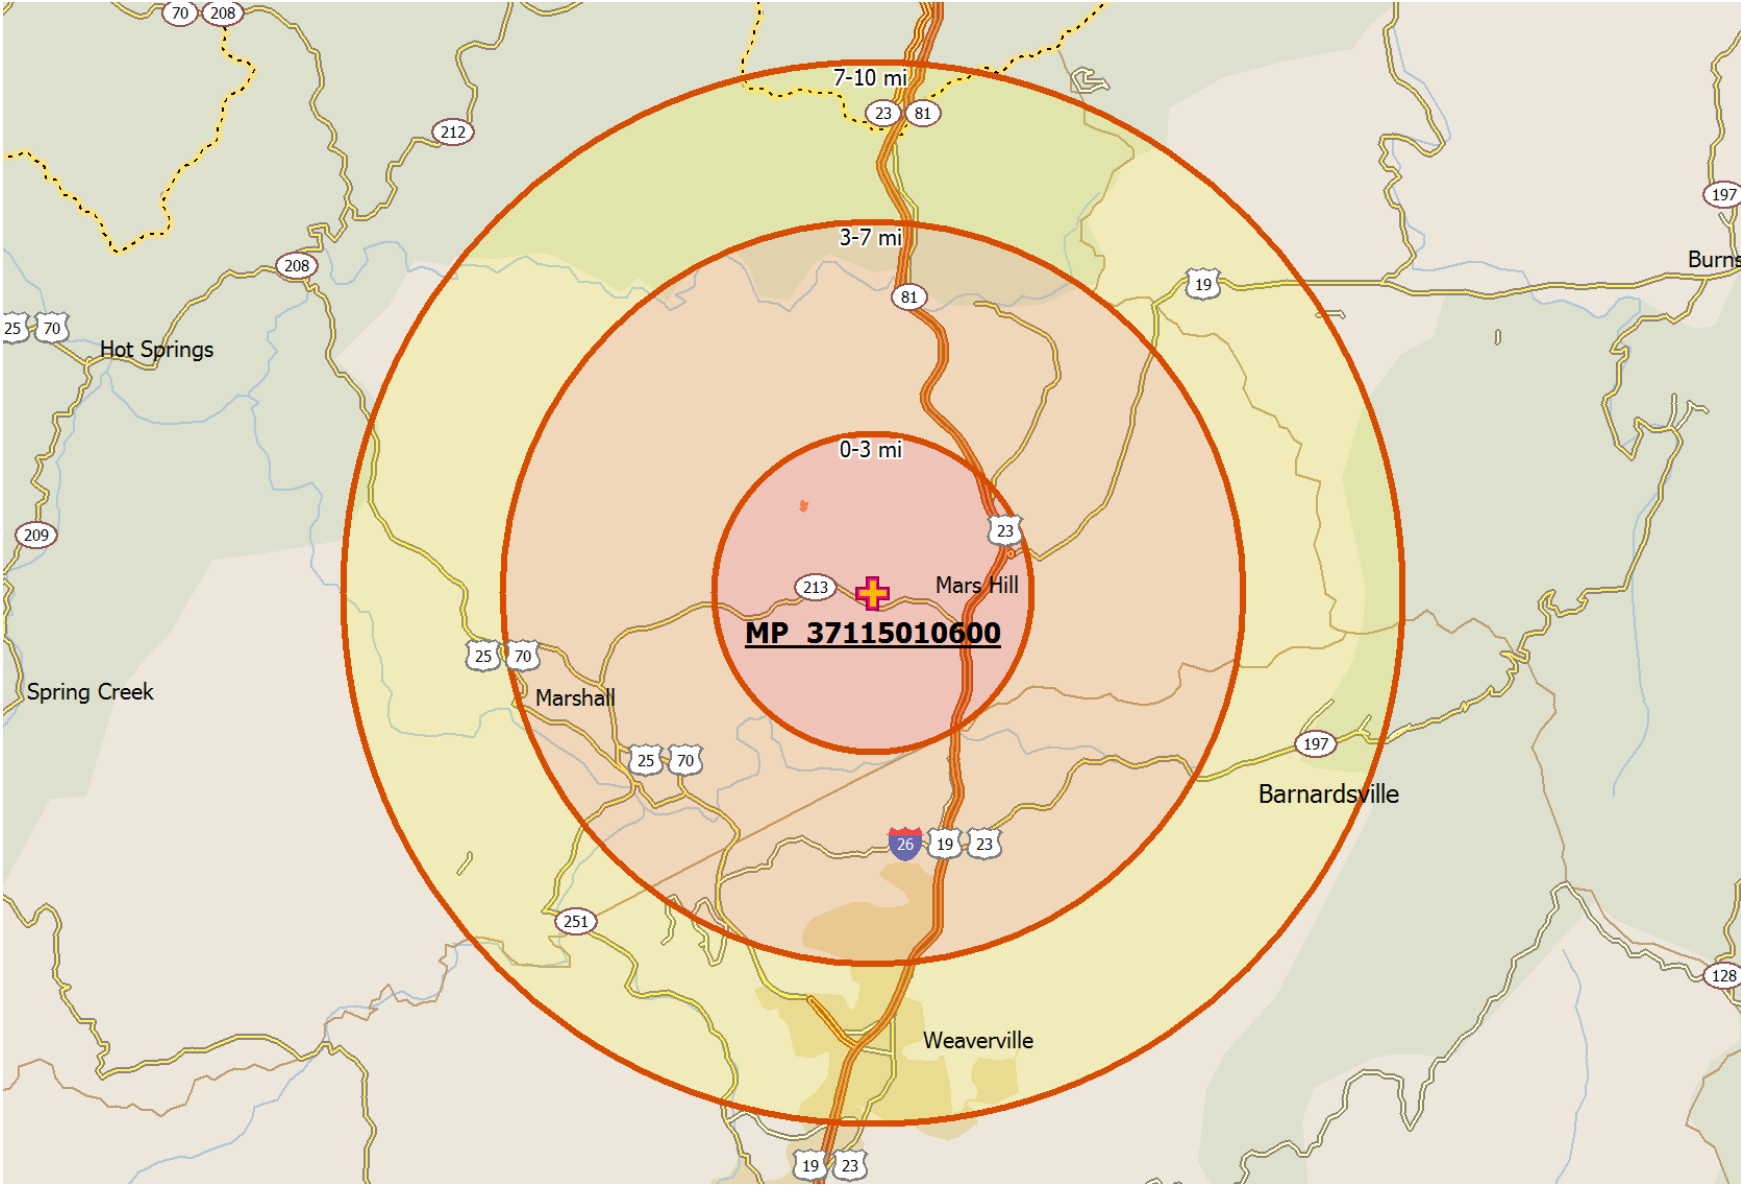 70 208
7-10 mi
23 81
212
197
3-7 mi
Burns
208
19
81
25 70
Hot Springs
0-3 mi
23
209
213
Mars Hill
MP_37115010600
25 70
Spring Creek
Marshall
197
25 70
Barnardsville
26 19 23
251
128
Weaverville
19 23